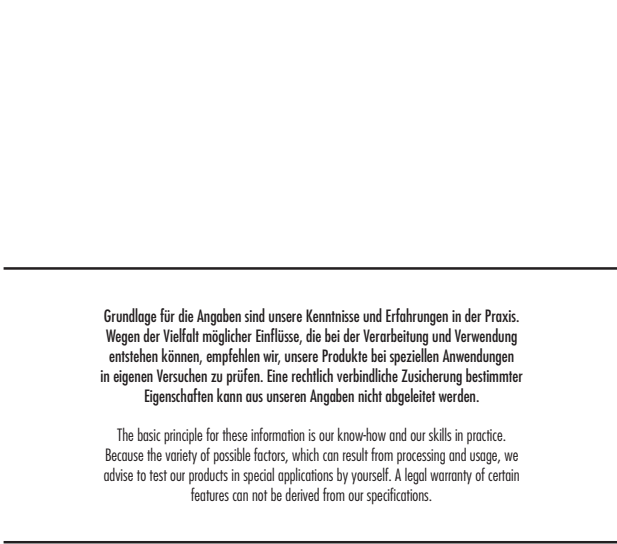 Grundlage für die Angaben sind unsere Kenntnisse und Erfahrungen in der Praxis.
Wegen der Vielfalt möglicher Einflüsse, die bei der Verarbeitung und Verwendung
entstehen können, empfehlen wir, unsere Produkte bei speziellen Anwendungen
in eigenen Versuchen zu prüfen. Eine rechtlich verbindliche Zusicherung bestimmter
Eigenschaften kann aus unseren Angaben nicht abgeleitet werden.
The basic principle for these information is our know-how and our skills in practice.
Because the variety of possible factors, which can result from processing and usage, we
advise to test our products in special applications by yourself. A legal warranty of certain
features can not be derived from our specifications.